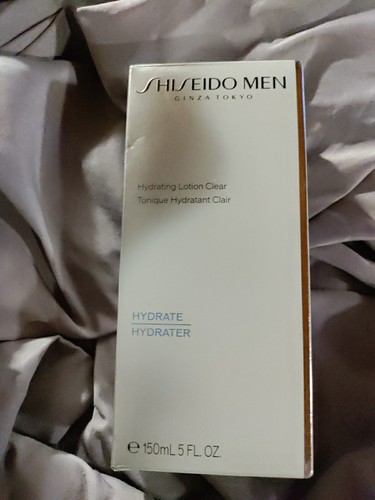 SHISEIDO MEN
GINZA TOKYO
Hydrating Lotion Clear
Tonique Hydratant Clair
HYDRATE
HYDRATER
℮ 150mL 5 FL. OZ.